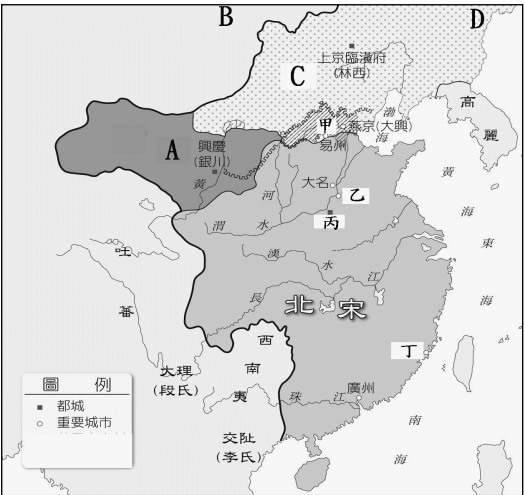 B
D
上京臨潢府
(林西)
C
渤
海
高
麗
甲
燕京(大興)
易州
興慶
(銀川)
A
黃
河
大名
乙
丙
黃
海
東
海
渭水
漢水
長江
吐
蕃
北宋
西
南
夷
大理
(段氏)
丁
廣州
珠江
交阯
(李氏)
南
海
圖例
都城
重要城市